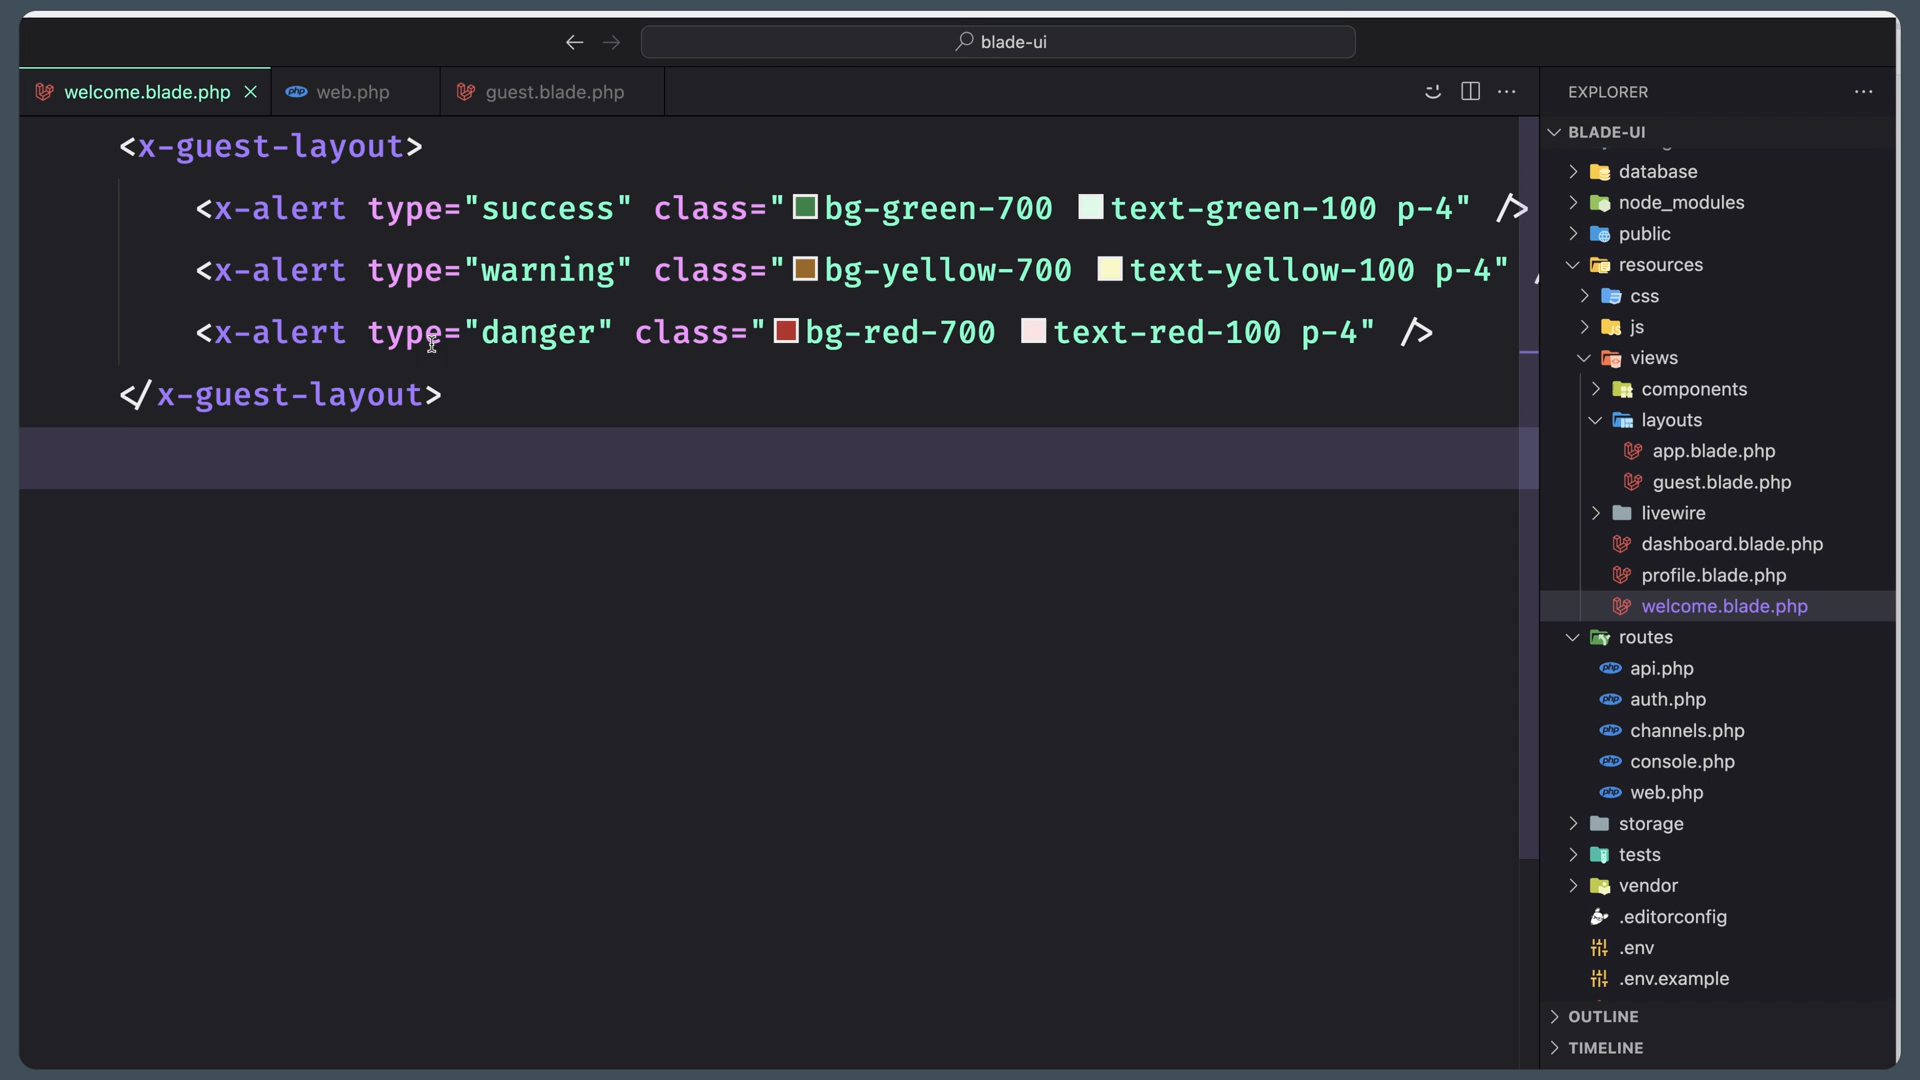 blade-ui
welcome.blade.php
web.php
guest.blade.php
EXPLORER
<x-guest-layout>
<x-alert type="success" class="bg-green-700 text-green-100 p-4" />
<x-alert type="warning" class="bg-yellow-700 text-yellow-100 p-4" /
<x-alert type="danger" class="bg-red-700 text-red-100 p-4" />
</x-guest-layout>
BLADE-UI
database
node_modules
public
resources
css
js
views
components
layouts
app.blade.php
guest.blade.php
livewire
dashboard.blade.php
profile.blade.php
welcome.blade.php
routes
php api.php
php auth.php
php channels.php
php console.php
php web.php
storage
tests
vendor
.editorconfig
.env
.env.example
OUTLINE
TIMELINE